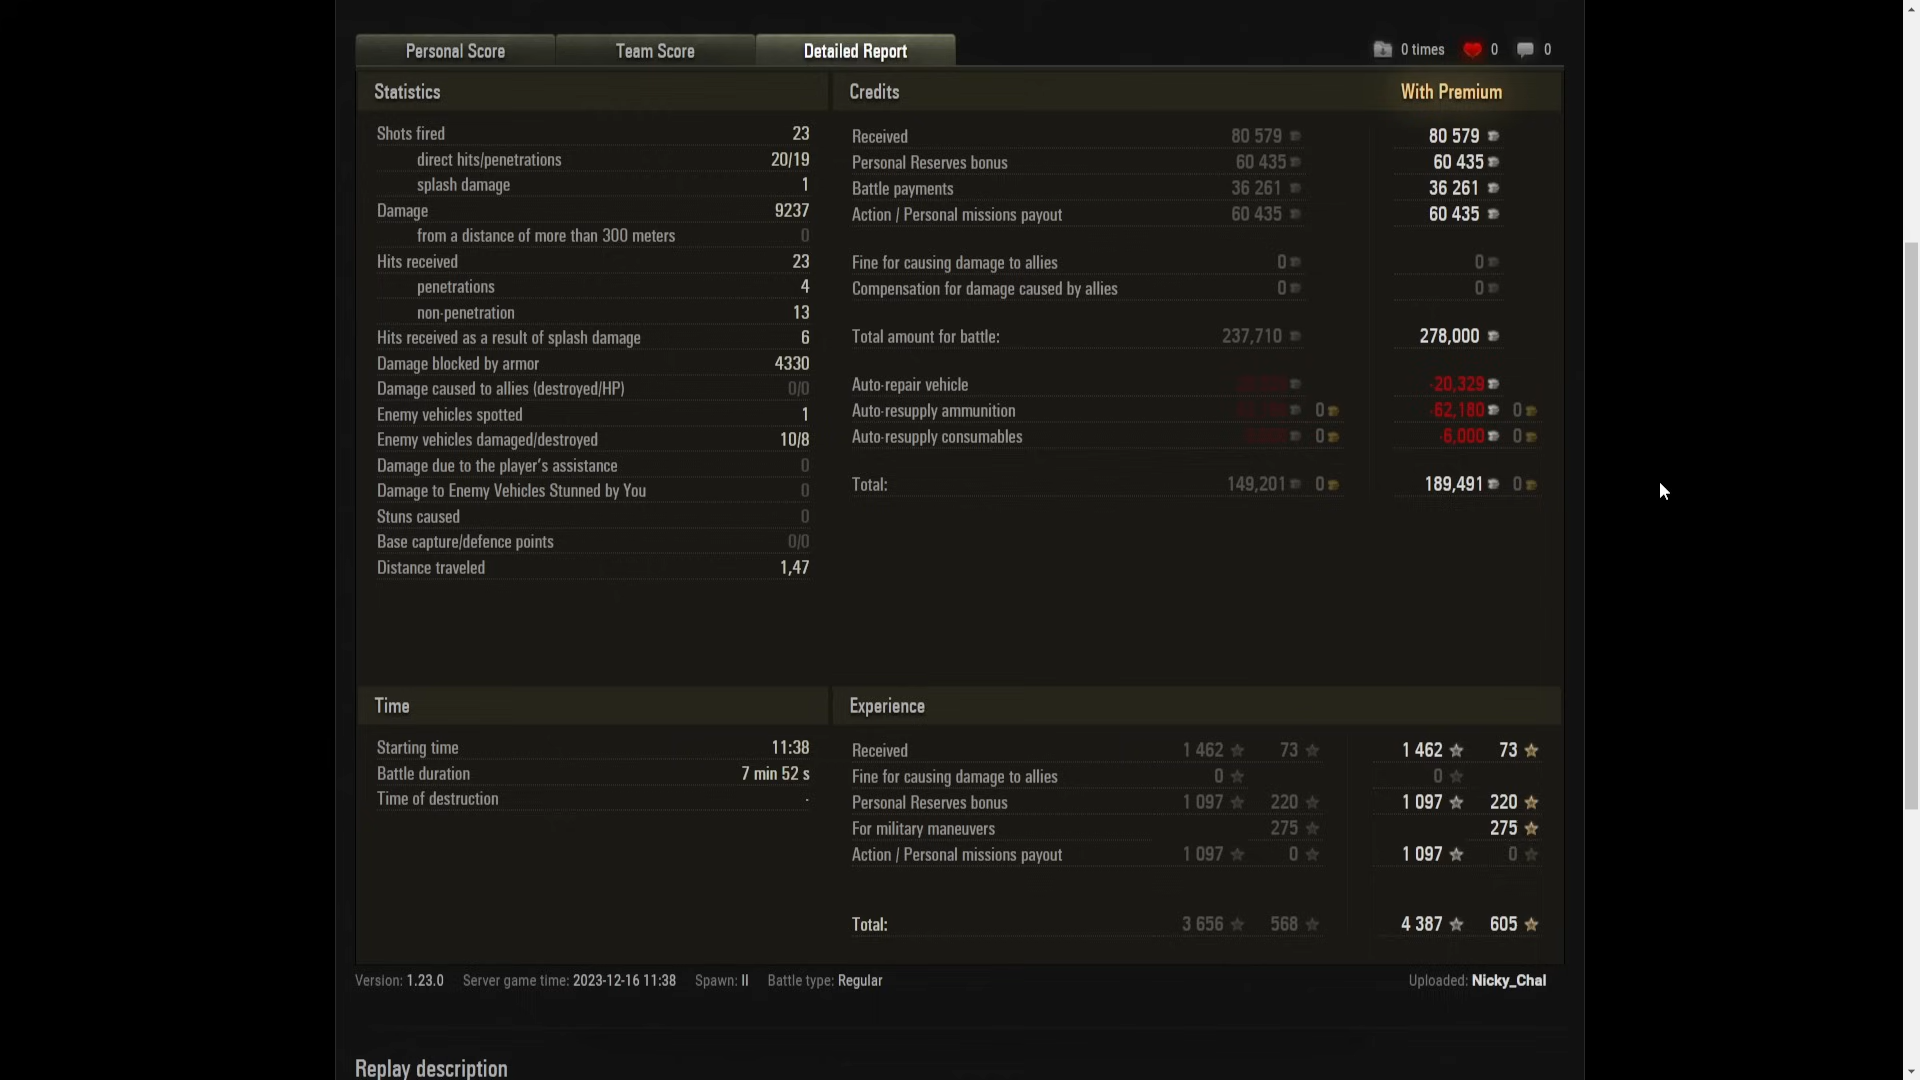 Personal Score Team Score Detailed Report 0 times 0 0
Statistics
Shots fired 23
direct hits/penetrations 20/19
splash damage 1
Damage 9237
from a distance of more than 300 meters 0
Hits received 23
penetrations 4
non-penetration 13
Hits received as a result of splash damage 6
Damage blocked by armor 4330
Damage caused to allies (destroyed/HP) 0/0
Enemy vehicles spotted 1
Enemy vehicles damaged/destroyed 10/8
Damage due to the player's assistance 0
Damage to Enemy Vehicles Stunned by You 0
Stuns caused 0
Base capture/defence points 0/0
Distance traveled 1,47
Credits With Premium
Received 80 579 80 579
Personal Reserves bonus 60 435 60 435
Battle payments 36 261 36 261
Action / Personal missions payout 60 435 60 435
Fine for causing damage to allies 0 0
Compensation for damage caused by allies 0 0
Total amount for battle: 237,710 278,000
Auto-repair vehicle -20,329
Auto-resupply ammunition 0 -62,180 0
Auto-resupply consumables 0 -6,000 0
Total: 149,201 0 189,491 0
Time
Starting time 11:38
Battle duration 7 min 52 s
Time of destruction -
Experience
Received 1 462 73 1 462 73
Fine for causing damage to allies 0 0
Personal Reserves bonus 1 097 220 1 097 220
For military maneuvers 275 275
Action / Personal missions payout 1 097 0 1 097 0
Total: 3 656 568 4 387 605
Version: 1.23.0 Server game time: 2023-12-16 11:38 Spawn: II Battle type: Regular Uploaded: Nicky_Chal
Replay description